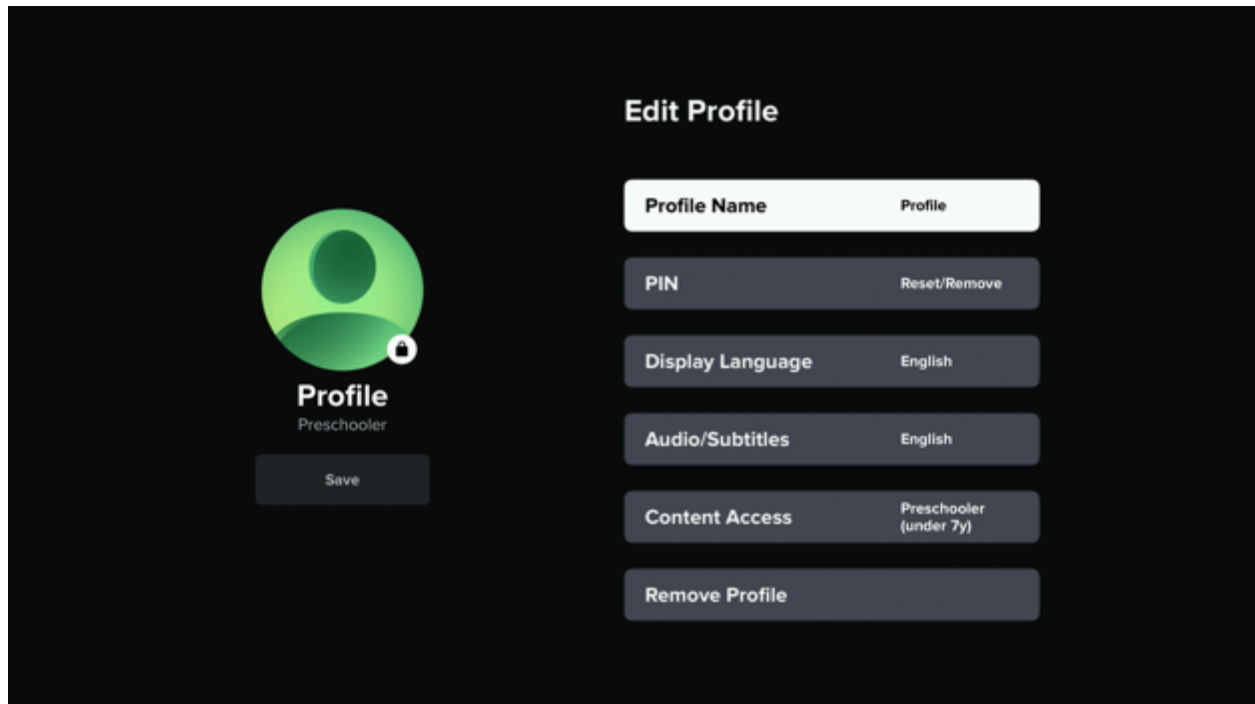 Edit Profile
Profile Name Profile
PIN Reset/Remove
Display Language English
Audio/Subtitles English
Content Access Preschooler
(under 7y)
Remove Profile
Profile
Preschooler
Save